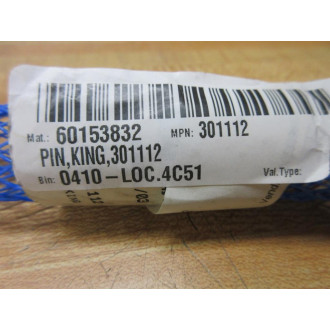 Mat.: 60153832 MPN: 301112
PIN,KING,301112
Bin: 0410-LOC.4C51 Val.Type: